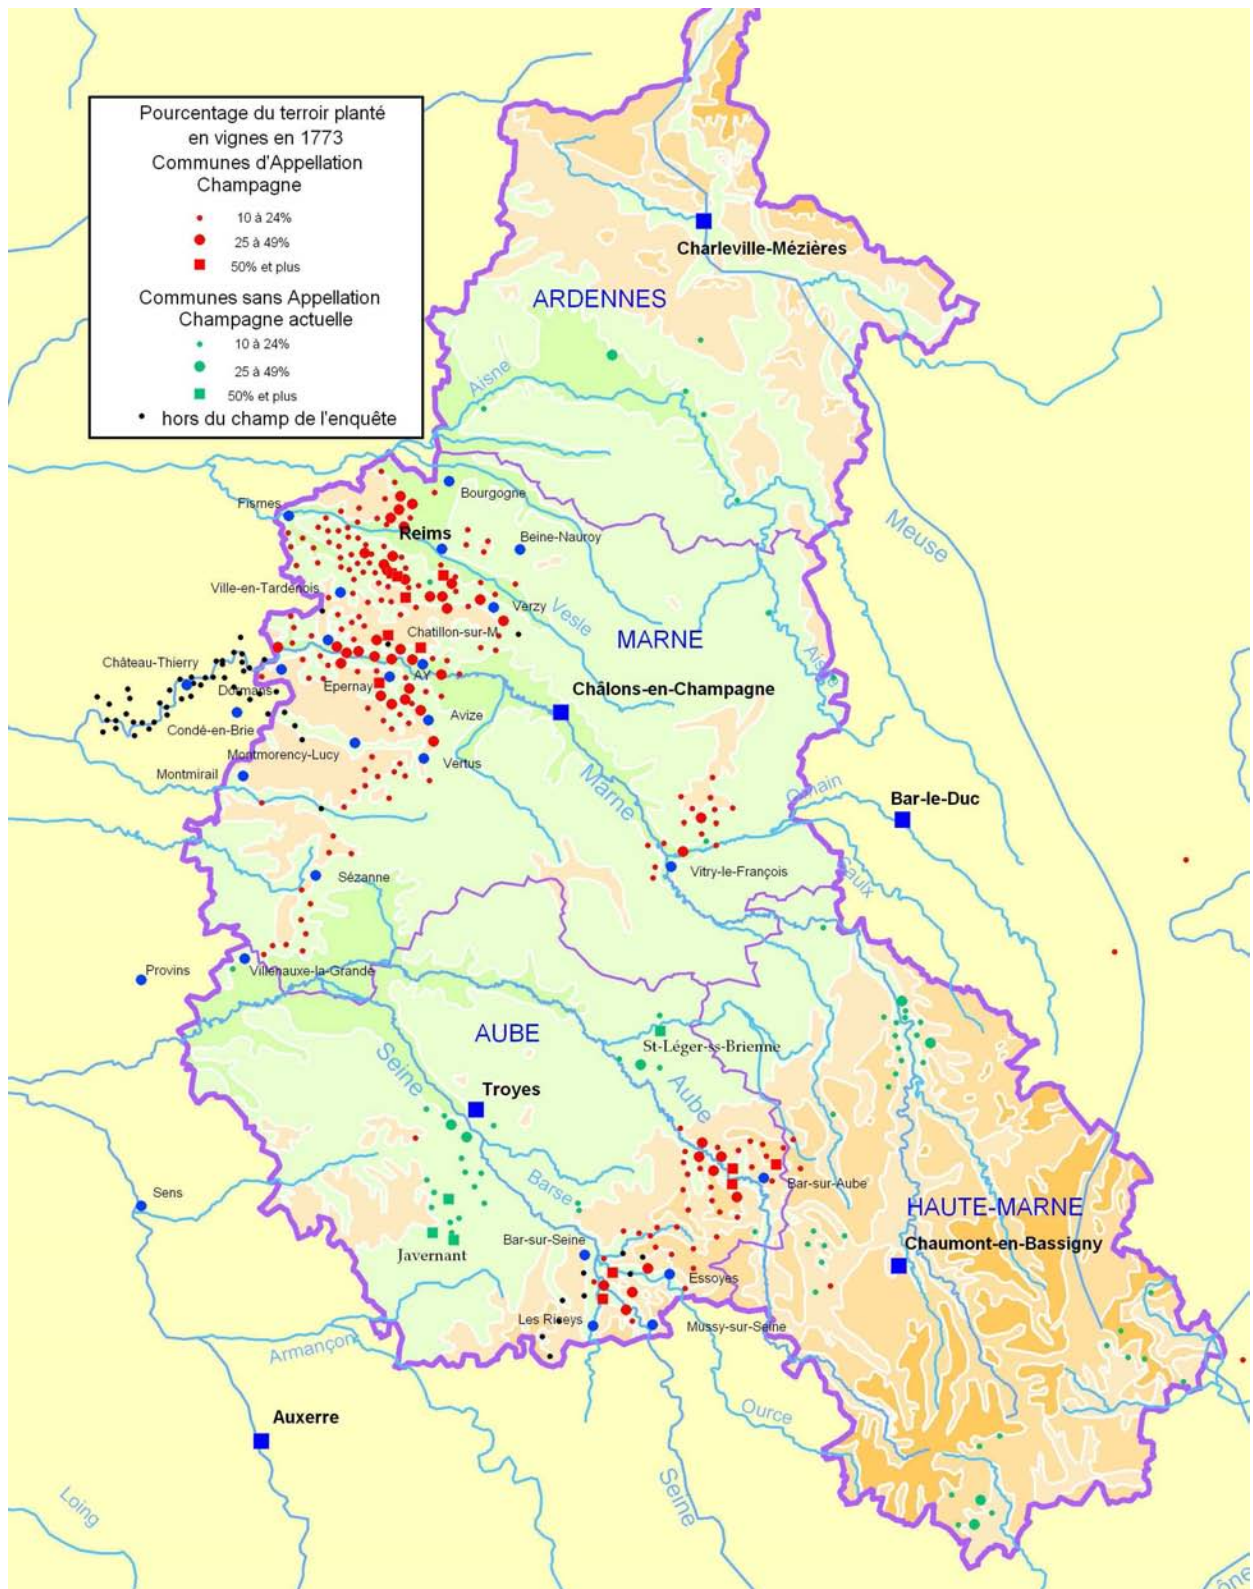 Pourcentage du terroir planté
en vignes en 1773
Communes d'Appellation
Champagne
10 à 24%
25 à 49%
50% et plus
Communes sans Appellation
Champagne actuelle
10 à 24%
25 à 49%
50% et plus
hors du champ de l'enquête
Charleville-Mézières
ARDENNES
Aisne
Meuse
Fismes
Bourgogne
Reims
Beine-Nauroy
Ville-en-Tardenois
Verzy
Vesle
Chatillon-sur-M.
MARNE
Aisne
Château-Thierry
Dormans
Epernay
AY
Châlons-en-Champagne
Condé-en-Brie
Avize
Montmorency-Lucy
Vertus
Montmirail
Marne
Ornain
Bar-le-Duc
Saulx
Vitry-le-François
Sézanne
Provins
Villenauxe-la-Grande
AUBE
St-Léger-ss-Brienne
Seine
Aube
Troyes
Sens
Barse
Bar-sur-Aube
HAUTE-MARNE
Javernant
Bar-sur-Seine
Chaumont-en-Bassigny
Essoyes
Les Riceys
Mussy-sur-Seine
Armançon
Ource
Auxerre
Seine
Loing